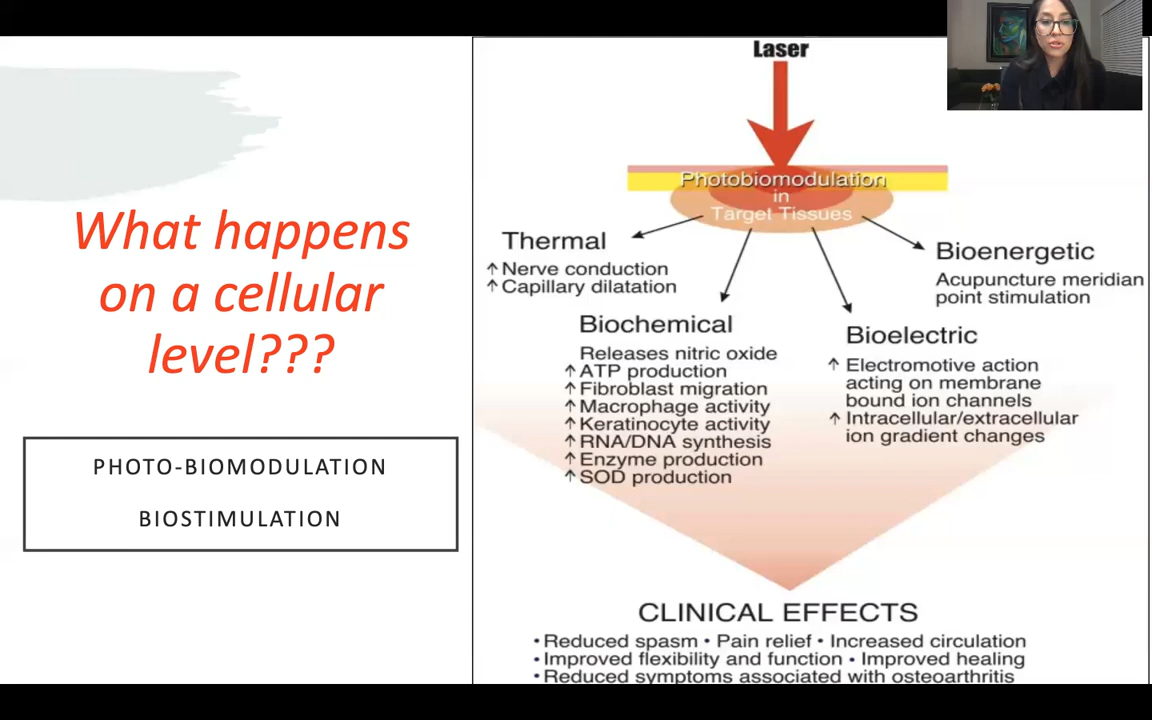 What happens
on a cellular
level???
PHOTO-BIOMODULATION
BIOSTIMULATION
Laser
Photobiomodulation
in
Target Tissues
Thermal
↑ Nerve conduction
↑ Capillary dilatation
Biochemical
Releases nitric oxide
↑ ATP production
↑ Fibroblast migration
↑ Macrophage activity
↑ Keratinocyte activity
↑ RNA/DNA synthesis
↑ Enzyme production
↑ SOD production
Bioelectric
↑ Electromotive action
acting on membrane
bound ion channels
↑ Intracellular/extracellular
ion gradient changes
Bioenergetic
Acupuncture meridian
point stimulation
CLINICAL EFFECTS
• Reduced spasm • Pain relief • Increased circulation
• Improved flexibility and function • Improved healing
• Reduced symptoms associated with osteoarthritis